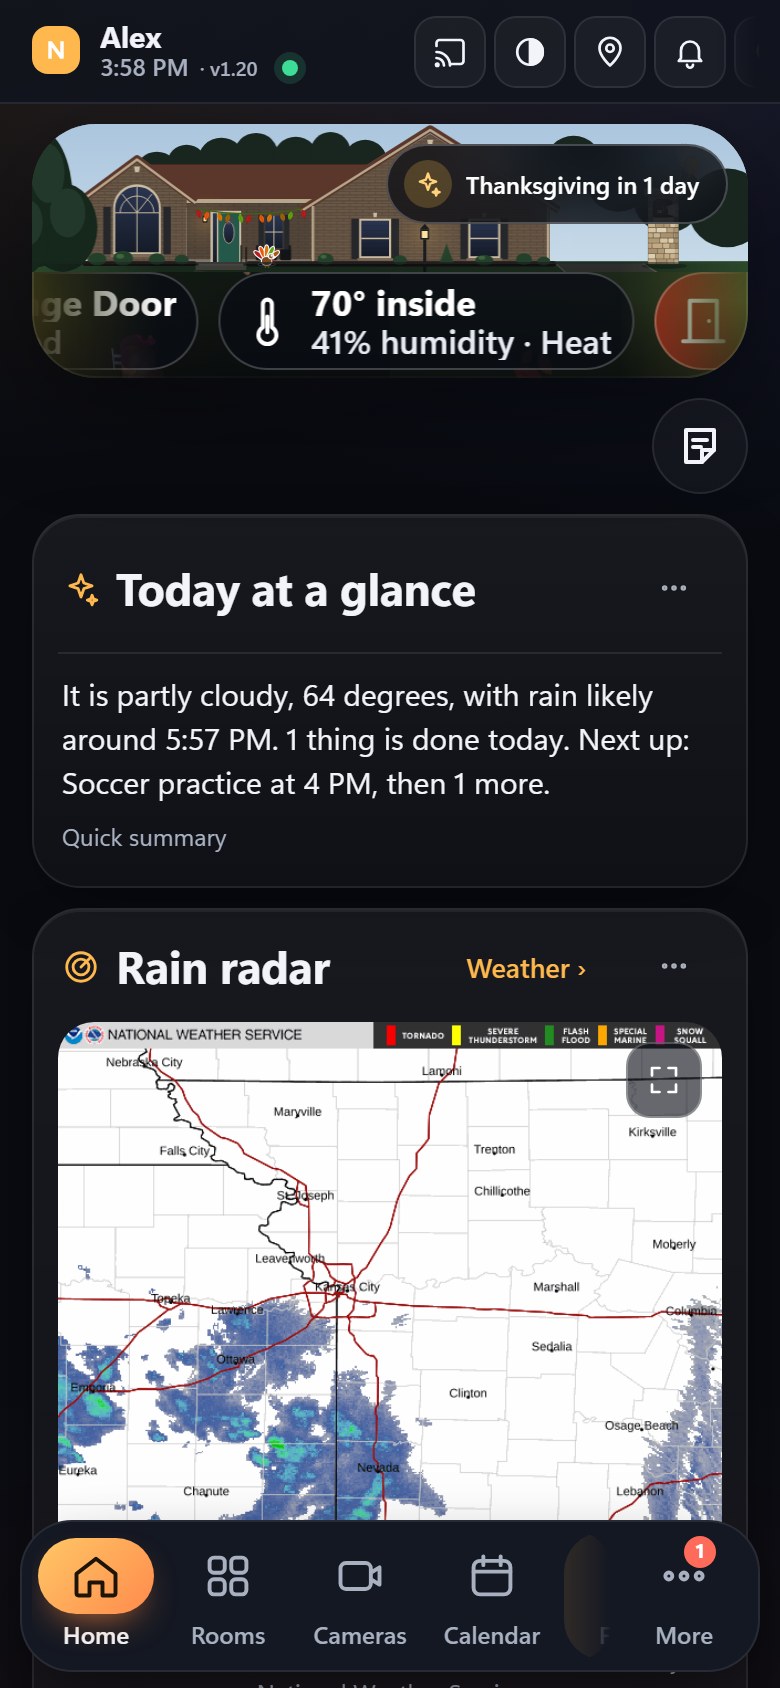 N
Alex
3:58 PM · v1.20
Thanksgiving in 1 day
ge Door
d
70° inside
41% humidity · Heat
Today at a glance
It is partly cloudy, 64 degrees, with rain likely
around 5:57 PM. 1 thing is done today. Next up:
Soccer practice at 4 PM, then 1 more.
Quick summary
Rain radar
Weather ›
NATIONAL WEATHER SERVICE
TORNADO
SEVERE THUNDERSTORM
FLASH FLOOD
SPECIAL MARINE
SNOW SQUALL
Nebraska City
Lamoni
Maryville
Kirksville
Falls City
Trenton
St Joseph
Chillicothe
Moberly
Leavenworth
Kansas City
Marshall
Topeka
Lawrence
Columbia
Sedalia
Ottawa
Emporia
Clinton
Osage Beach
Eureka
Nevada
Chanute
Lebanon
1
Home
Rooms
Cameras
Calendar
More